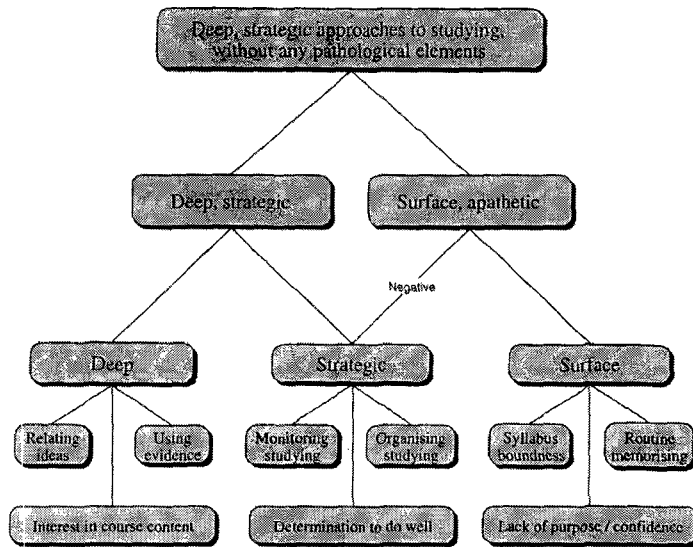 Deep, strategic approaches to studying,
without any pathological elements
Deep, strategic
Surface, apathetic
Negative
Deep
Strategic
Surface
Relating
ideas
Using
evidence
Monitoring
studying
Organising
studying
Syllabus
boundness
Routine
memorising
Interest in course content
Determination to do well
Lack of purpose / confidence